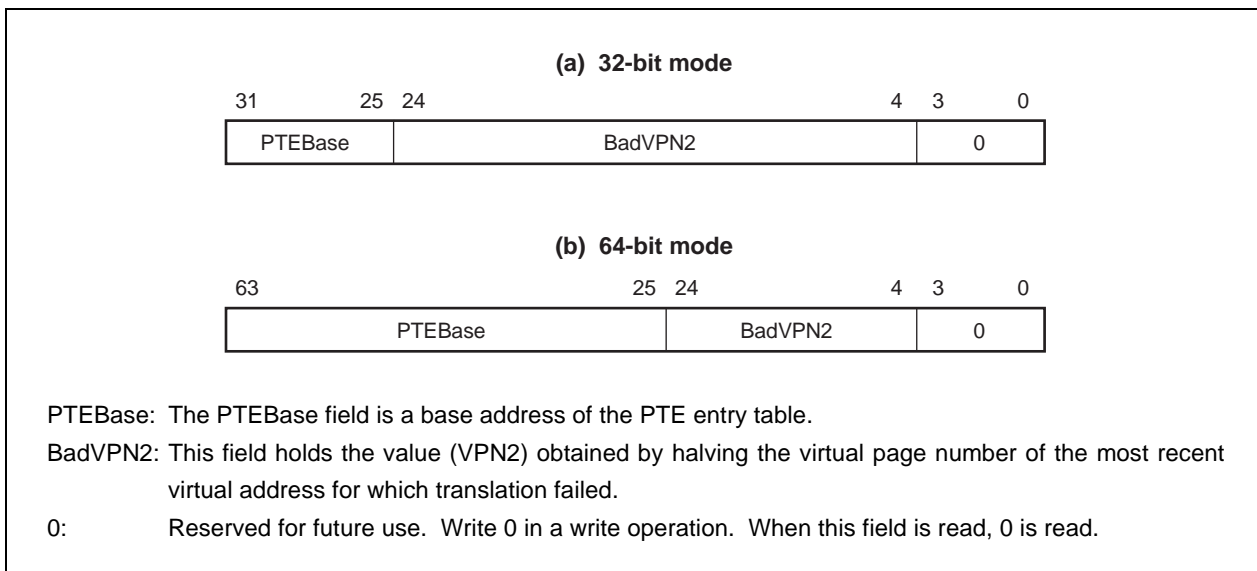 (a) 32-bit mode
31 25 24 4 3 0
PTEBase BadVPN2 0
(b) 64-bit mode
63 25 24 4 3 0
PTEBase BadVPN2 0
PTEBase: The PTEBase field is a base address of the PTE entry table.
BadVPN2: This field holds the value (VPN2) obtained by halving the virtual page number of the most recent
virtual address for which translation failed.
0: Reserved for future use. Write 0 in a write operation. When this field is read, 0 is read.